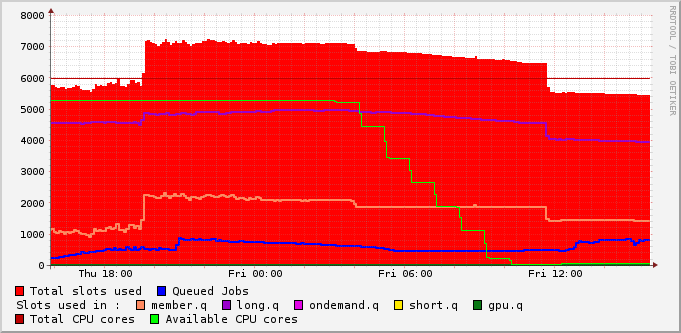 8000
7000
6000
5000
4000
3000
2000
1000
0
Thu 18:00 Fri 00:00 Fri 06:00 Fri 12:00
Total slots used Queued Jobs
Slots used in : member.q long.q ondemand.q short.q gpu.q
Total CPU cores Available CPU cores
RRDTOOL / TOBI OETIKER